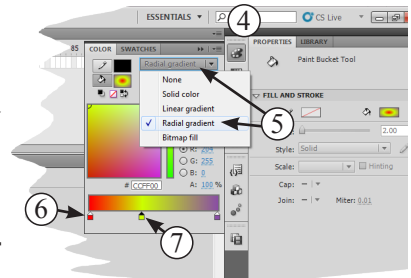 ESSENTIALS ▾
4
CS Live ▾
COLOR SWATCHES
85
Radial gradient
None
Solid color
Linear gradient
✓ Radial gradient
Bitmap fill
5
G: 255
B: 0
# CCFF00 A: 100 %
6
7
PROPERTIES LIBRARY
Paint Bucket Tool
FILL AND STROKE
2.00
Style: Solid
Scale: Hinting
Cap: –
Join: – Miter: 0.01